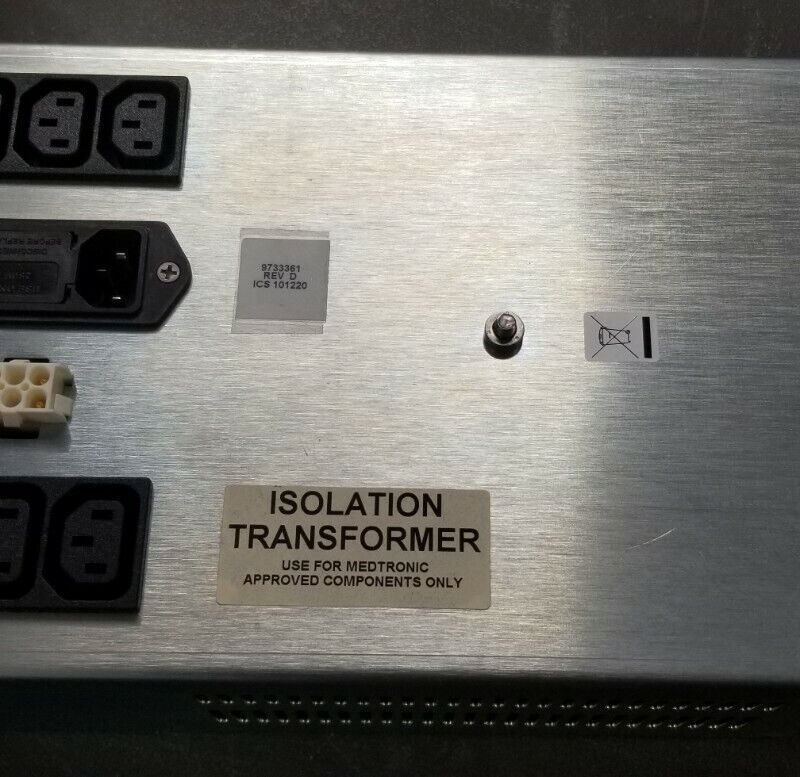 9733361
REV D
ICS 101220
ISOLATION
TRANSFORMER
USE FOR MEDTRONIC
APPROVED COMPONENTS ONLY